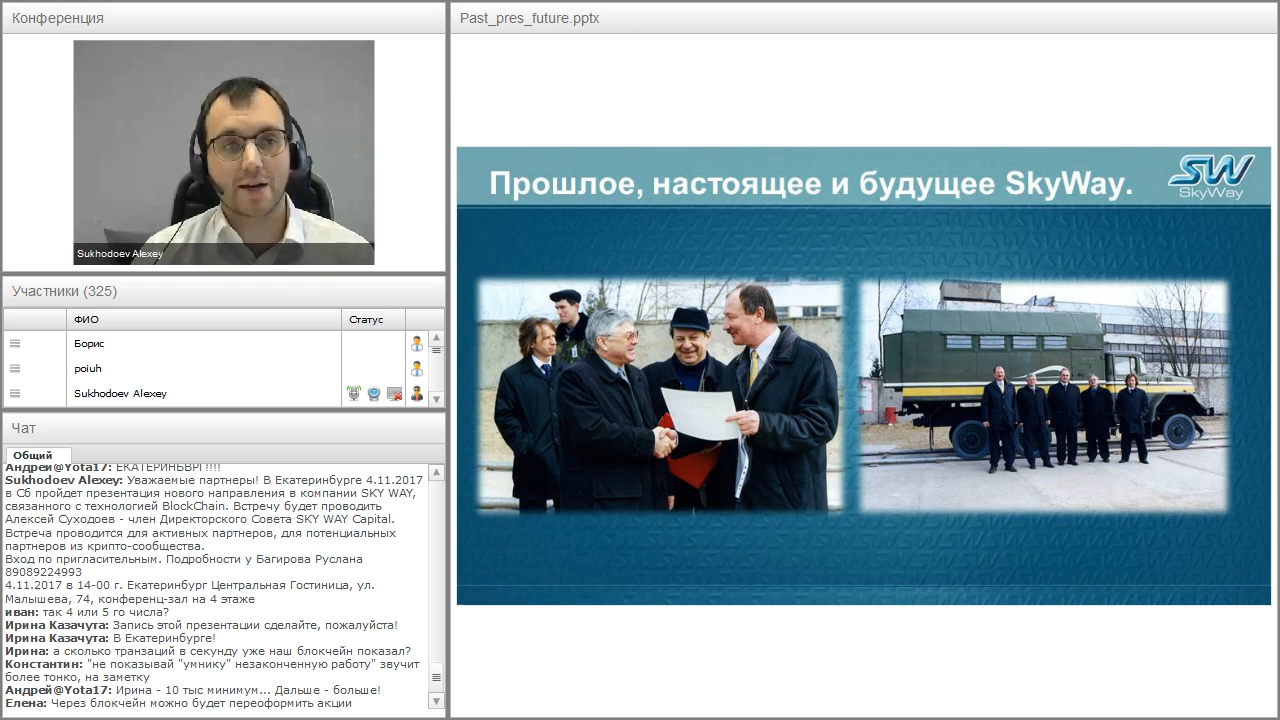 Конференция
Sukhodoev Alexey
Участники (325)
ФИО Статус
Борис
poiuh
Sukhodoev Alexey
Чат
Общий
Андрей@Yota17: ЕКАТЕРИНЬВРГ!!!!
Sukhodoev Alexey: Уважаемые партнеры! В Екатеринбурге 4.11.2017
в Сб пройдет презентация нового направления в компании SKY WAY,
связанного с технологией BlockChain. Встречу будет проводить
Алексей Суходоев - член Директорского Совета SKY WAY Capital.
Встреча проводится для активных партнеров, для потенциальных
партнеров из крипто-сообщества.
Вход по пригласительным. Подробности у Багирова Руслана
89089224993
4.11.2017 в 14-00 г. Екатеринбург Центральная Гостиница, ул.
Малышева, 74, конференц-зал на 4 этаже
иван: так 4 или 5 го числа?
Ирина Казачута: Запись этой презентации сделайте, пожалуйста!
Ирина Казачута: В Екатеринбурге!
Ирина: а сколько транзаций в секунду уже наш блокчейн показал?
Константин: "не показывай "умнику" незаконченную работу" звучит
более тонко, на заметку
Андрей@Yota17: Ирина - 10 тыс минимум... Дальше - больше!
Елена: Через блокчейн можно будет переоформить акции
Past_pres_future.pptx
Прошлое, настоящее и будущее SkyWay.
SW
SkyWay